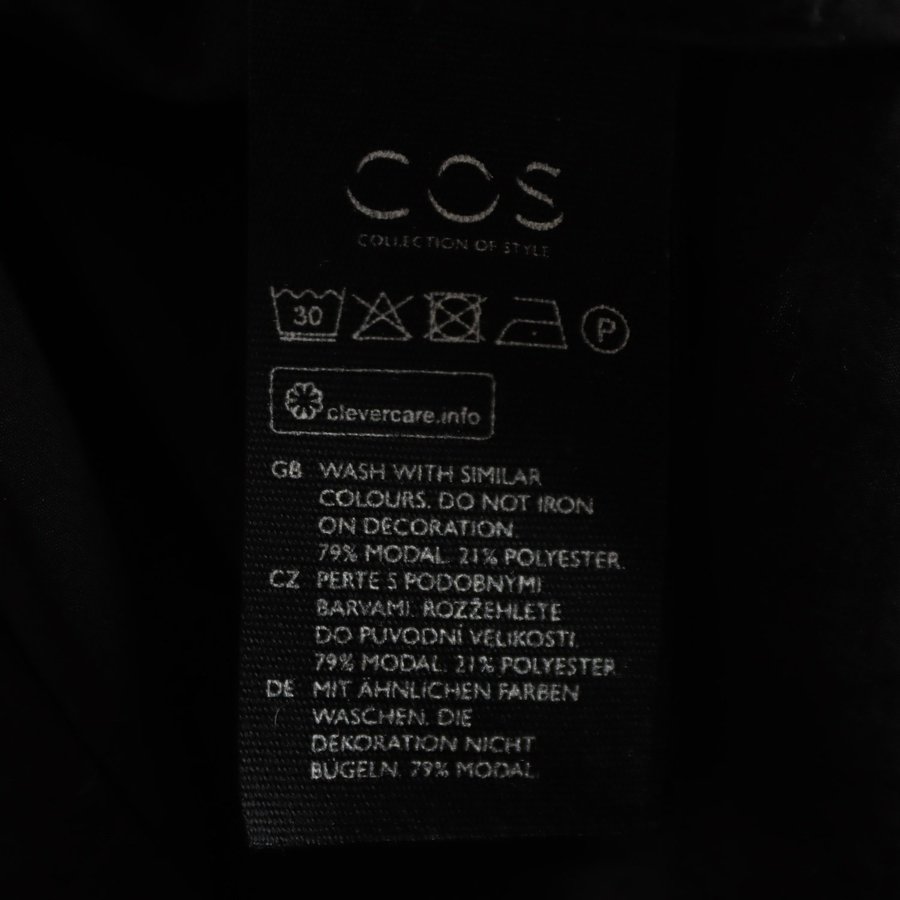 COS
COLLECTION OF STYLE
30
P
clevercare.info
GB WASH WITH SIMILAR
COLOURS. DO NOT IRON
ON DECORATION.
79% MODAL. 21% POLYESTER.
CZ PERTE S PODOBNÝMI
BARVAMI. ROZŽEHLETE
DO PŮVODNÍ VELIKOSTI.
79% MODAL. 21% POLYESTER.
DE MIT ÄHNLICHEN FARBEN
WASCHEN. DIE
DEKORATION NICHT
BÜGELN. 79% MODAL.